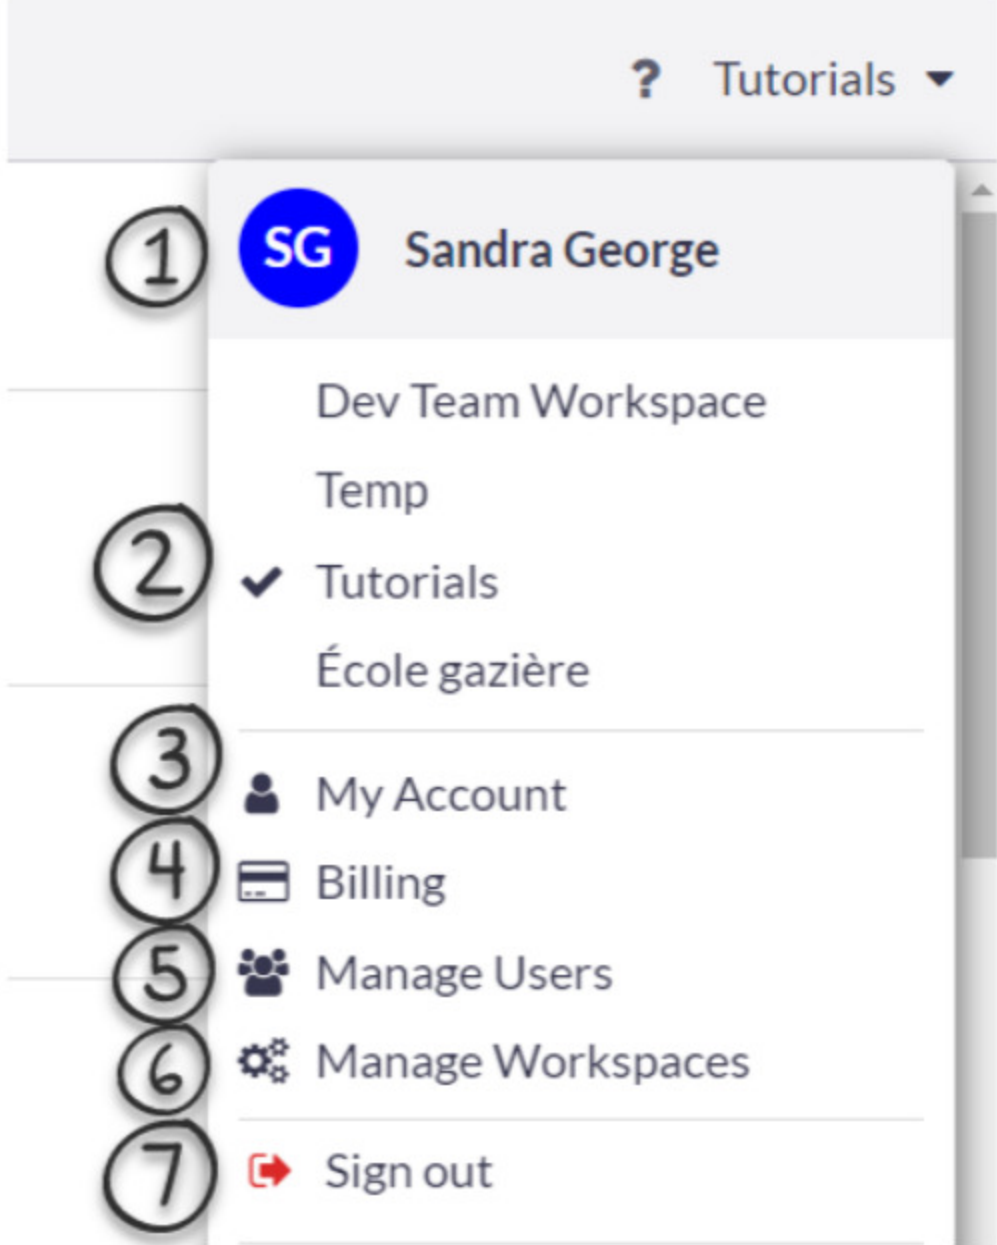 ? Tutorials
1 SG Sandra George
Dev Team Workspace
Temp
2 Tutorials
École gazière
3 My Account
4 Billing
5 Manage Users
6 Manage Workspaces
7 Sign out